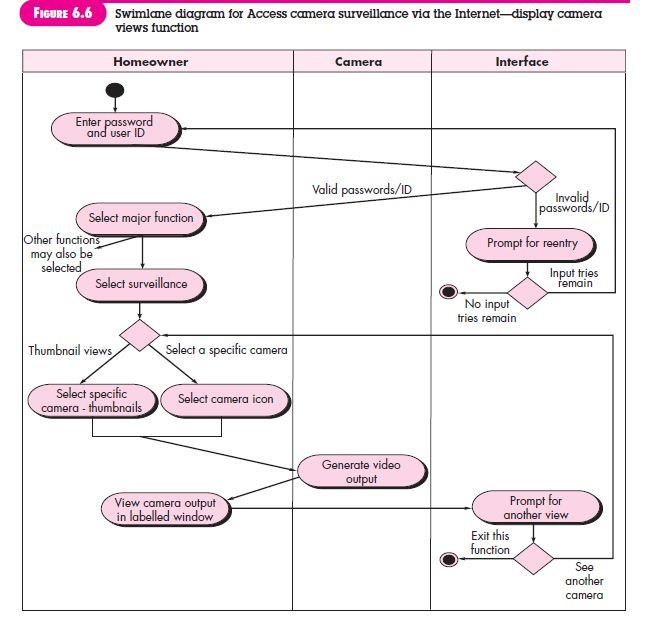 FIGURE 6.6
Swimlane diagram for Access camera surveillance via the Internet—display camera
views function
Homeowner
Camera
Interface
Enter password
and user ID
Valid passwords/ID
Invalid
passwords/ID
Select major function
Prompt for reentry
Other functions
may also be
selected
Input tries
remain
Select surveillance
No input
tries remain
Thumbnail views
Select a specific camera
Select specific
camera - thumbnails
Select camera icon
Generate video
output
View camera output
in labelled window
Prompt for
another view
Exit this
function
See
another
camera